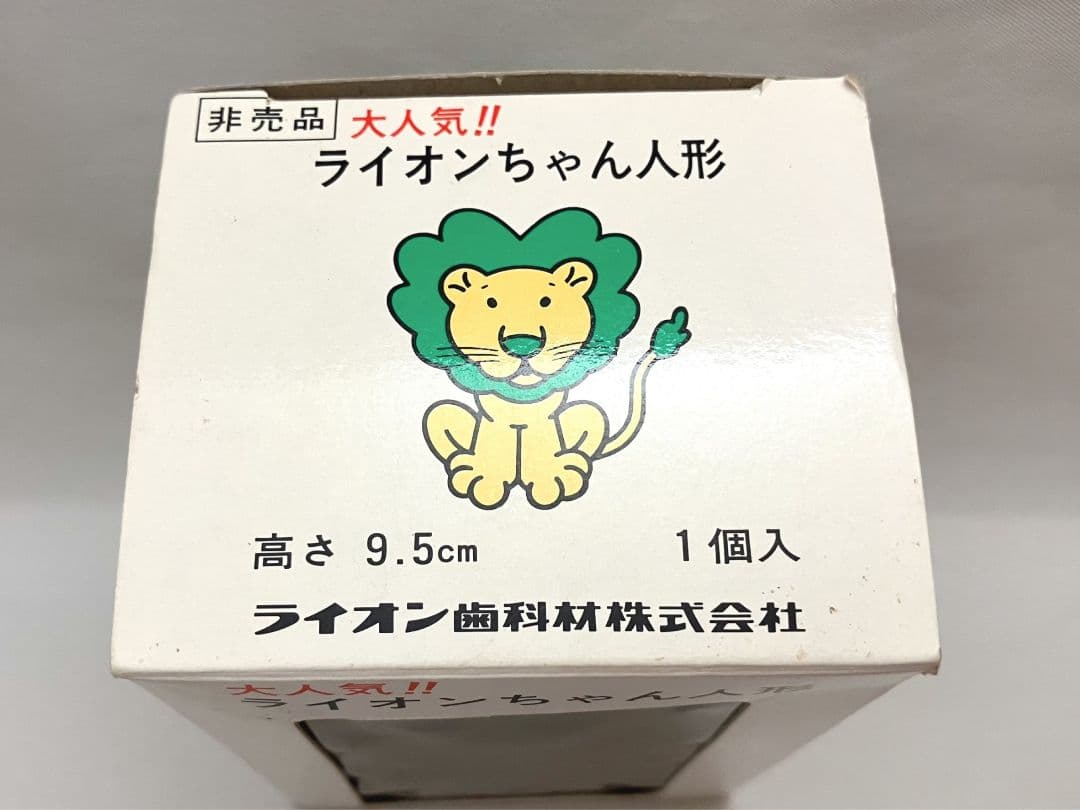 非売品 大人気!!
ライオンちゃん人形
高さ 9.5cm 1個入
ライオン歯科材株式会社
大人気!!
ライオンちゃん人形